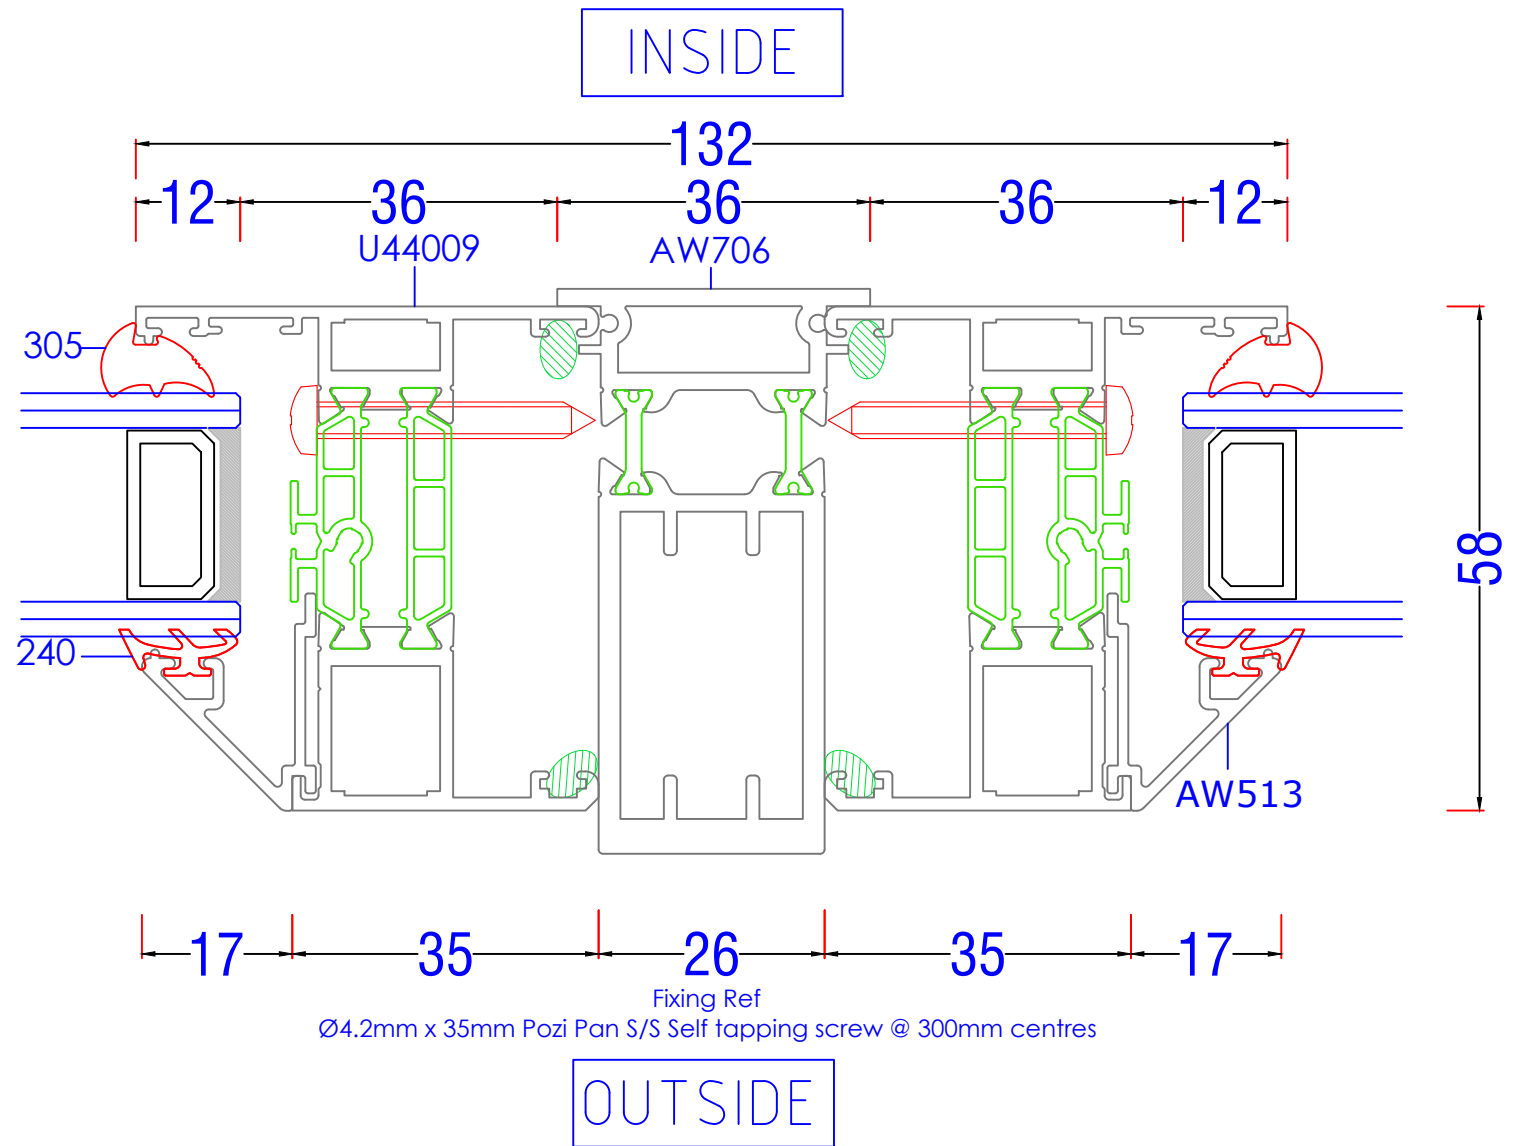 INSIDE
132
12 36 36 36 12
U44009 AW706
305
58
240
AW513
17 35 26 35 17
Fixing Ref
Ø4.2mm x 35mm Pozi Pan S/S Self tapping screw @ 300mm centres
OUTSIDE